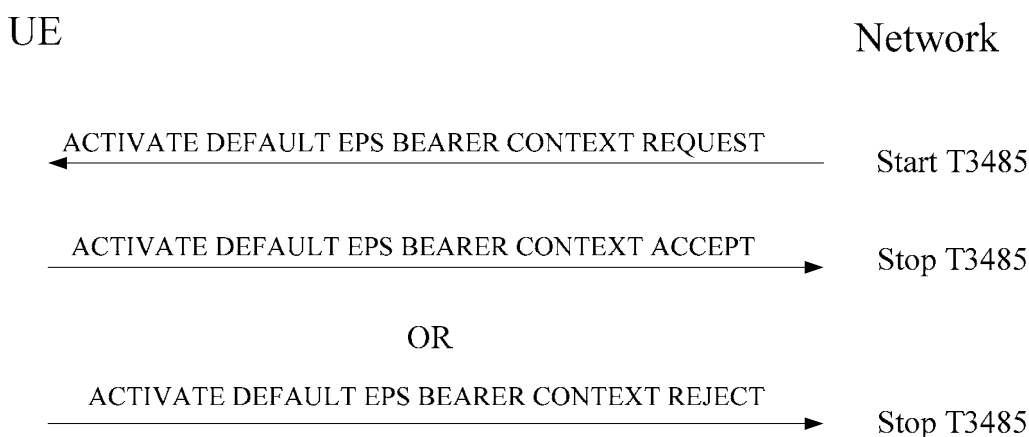 UE
Network
ACTIVATE DEFAULT EPS BEARER CONTEXT REQUEST
Start T3485
ACTIVATE DEFAULT EPS BEARER CONTEXT ACCEPT
Stop T3485
OR
ACTIVATE DEFAULT EPS BEARER CONTEXT REJECT
Stop T3485